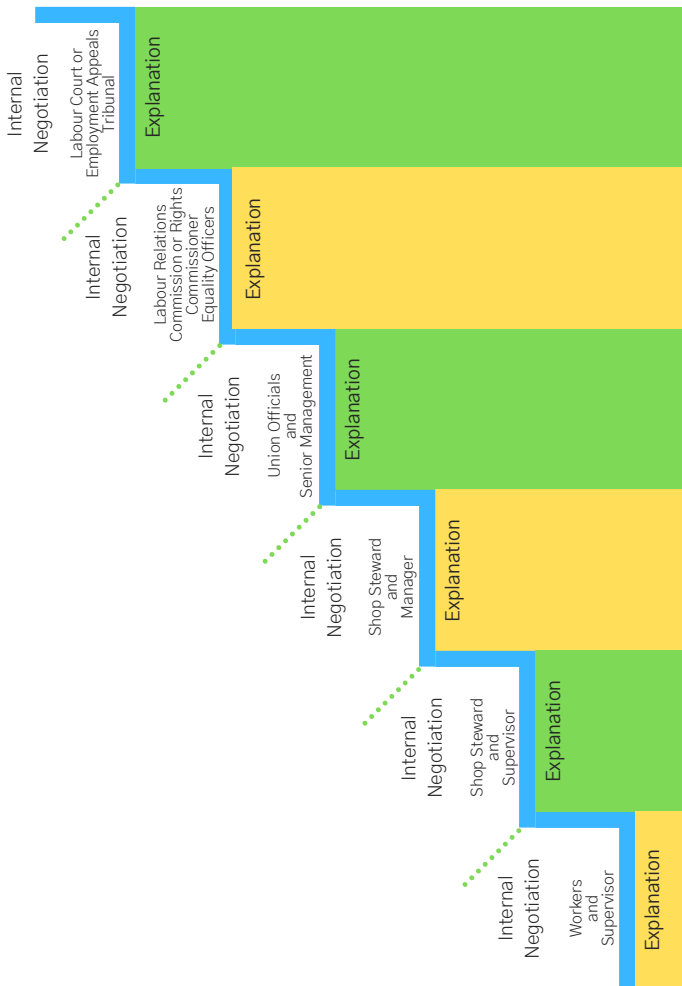 Internal
Negotiation
Workers
and
Supervisor
Explanation
Internal
Negotiation
Shop Steward
and
Supervisor
Explanation
Internal
Negotiation
Shop Steward
and
Manager
Explanation
Internal
Negotiation
Union Officials
and
Senior Management
Explanation
Internal
Negotiation
Labour Relations
Commission or Rights
Commissioner
Equality Officers
Explanation
Internal
Negotiation
Labour Court or
Employment Appeals
Tribunal
Explanation